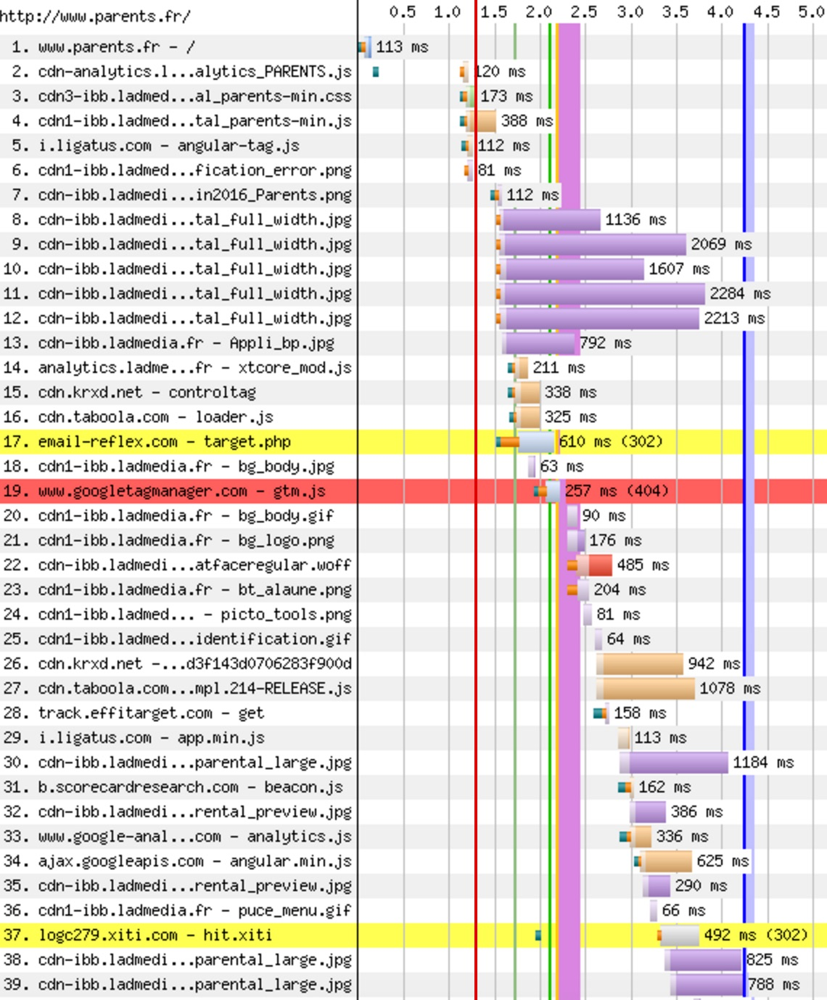 http://www.parents.fr/
0.5 1.0 1.5 2.0 2.5 3.0 3.5 4.0 4.5 5.0
1. www.parents.fr - / 113 ms
2. cdn-analytics.l...alytics_PARENTS.js 120 ms
3. cdn3-ibb.ladmed...al_parents-min.css 173 ms
4. cdn1-ibb.ladmed...tal_parents-min.js 388 ms
5. i.ligatus.com - angular-tag.js 112 ms
6. cdn1-ibb.ladmed...fication_error.png 81 ms
7. cdn-ibb.ladmedi...in2016_Parents.png 112 ms
8. cdn-ibb.ladmedi...tal_full_width.jpg 1136 ms
9. cdn-ibb.ladmedi...tal_full_width.jpg 2069 ms
10. cdn-ibb.ladmedi...tal_full_width.jpg 1607 ms
11. cdn-ibb.ladmedi...tal_full_width.jpg 2284 ms
12. cdn-ibb.ladmedi...tal_full_width.jpg 2213 ms
13. cdn-ibb.ladmedia.fr - Appli_bp.jpg 792 ms
14. analytics.ladme...fr - xtcore_mod.js 211 ms
15. cdn.krxd.net - controltag 338 ms
16. cdn.taboola.com - loader.js 325 ms
17. email-reflex.com - target.php 610 ms (302)
18. cdn1-ibb.ladmedia.fr - bg_body.jpg 63 ms
19. www.googletagmanager.com - gtm.js 257 ms (404)
20. cdn1-ibb.ladmedia.fr - bg_body.gif 90 ms
21. cdn1-ibb.ladmedia.fr - bg_logo.png 176 ms
22. cdn-ibb.ladmedi...atfaceregular.woff 485 ms
23. cdn1-ibb.ladmedia.fr - bt_alaune.png 204 ms
24. cdn1-ibb.ladmed... - picto_tools.png 81 ms
25. cdn1-ibb.ladmed...identification.gif 64 ms
26. cdn.krxd.net -...d3f143d0706283f900d 942 ms
27. cdn.taboola.com...mpl.214-RELEASE.js 1078 ms
28. track.effitarget.com - get 158 ms
29. i.ligatus.com - app.min.js 113 ms
30. cdn-ibb.ladmedi...parental_large.jpg 1184 ms
31. b.scorecardresearch.com - beacon.js 162 ms
32. cdn-ibb.ladmedi...rental_preview.jpg 386 ms
33. www.google-anal...com - analytics.js 336 ms
34. ajax.googleapis.com - angular.min.js 625 ms
35. cdn-ibb.ladmedi...rental_preview.jpg 290 ms
36. cdn1-ibb.ladmedia.fr - puce_menu.gif 66 ms
37. logc279.xiti.com - hit.xiti 492 ms (302)
38. cdn-ibb.ladmedi...parental_large.jpg 825 ms
39. cdn-ibb.ladmedi...parental_large.jpg 788 ms